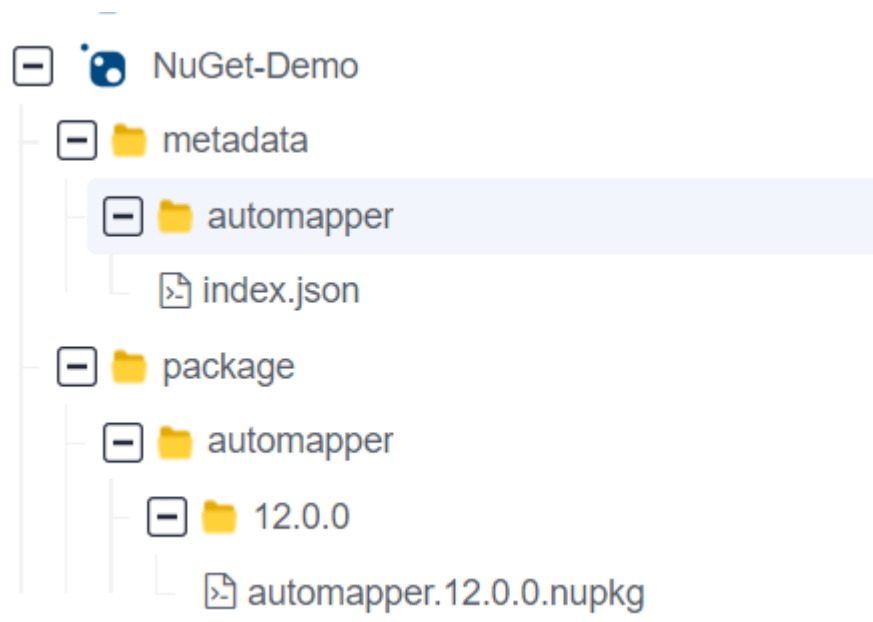 NuGet-Demo
metadata
automapper
index.json
package
automapper
12.0.0
automapper.12.0.0.nupkg